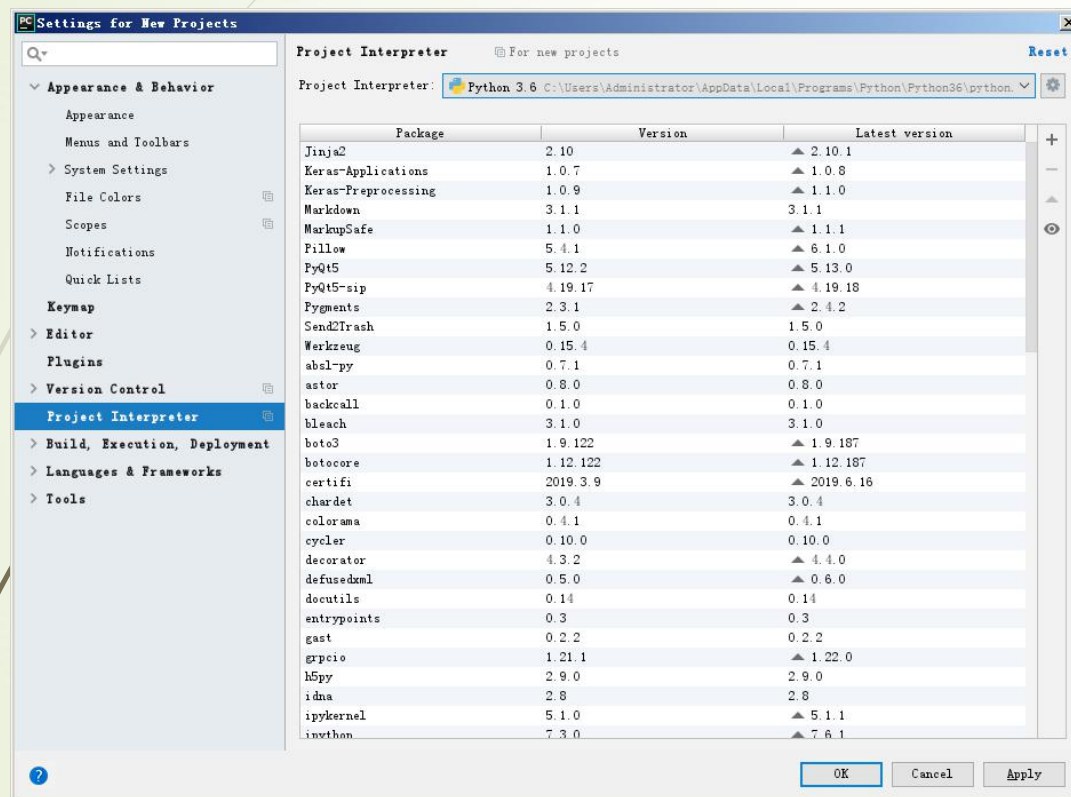 PC Settings for New Projects
Project Interpreter For new projects Reset
Appearance & Behavior
Appearance
Menus and Toolbars
System Settings
File Colors
Scopes
Notifications
Quick Lists
Keymap
Editor
Plugins
Version Control
Project Interpreter
Build, Execution, Deployment
Languages & Frameworks
Tools
Project Interpreter: Python 3.6 C:\Users\Administrator\AppData\Local\Programs\Python\Python36\python.
Package Version Latest version
Jinja2 2.10 2.10.1
Keras-Applications 1.0.7 1.0.8
Keras-Preprocessing 1.0.9 1.1.0
Markdown 3.1.1 3.1.1
MarkupSafe 1.1.0 1.1.1
Pillow 5.4.1 6.1.0
PyQt5 5.12.2 5.13.0
PyQt5-sip 4.19.17 4.19.18
Pygments 2.3.1 2.4.2
Send2Trash 1.5.0 1.5.0
Werkzeug 0.15.4 0.15.4
absl-py 0.7.1 0.7.1
astor 0.8.0 0.8.0
backcall 0.1.0 0.1.0
bleach 3.1.0 3.1.0
boto3 1.9.122 1.9.187
botocore 1.12.122 1.12.187
certifi 2019.3.9 2019.6.16
chardet 3.0.4 3.0.4
colorama 0.4.1 0.4.1
cycler 0.10.0 0.10.0
decorator 4.3.2 4.4.0
defusedxml 0.5.0 0.6.0
docutils 0.14 0.14
entrypoints 0.3 0.3
gast 0.2.2 0.2.2
grpcio 1.21.1 1.22.0
h5py 2.9.0 2.9.0
idna 2.8 2.8
ipykernel 5.1.0 5.1.1
ipython 7.3.0 7.6.1
? OK Cancel Apply